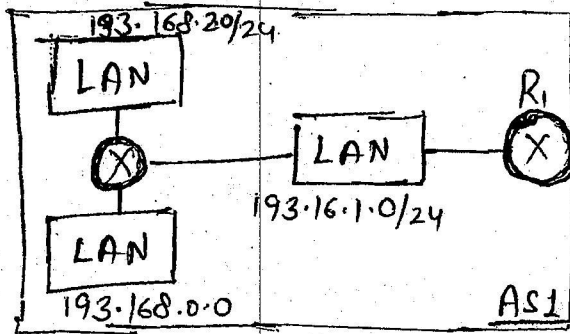 193.168.20/24
LAN
R1
X
LAN
X
193.16.1.0/24
LAN
193.168.0.0
AS1